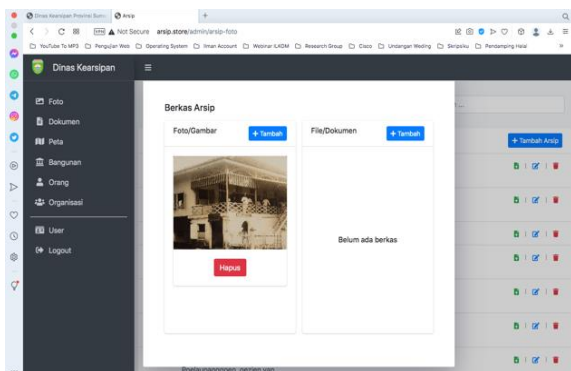 Dinas Kearsipan Provinsi Sum
Arsip
VPN
Not Secure
arsip.store/admin/arsip-foto
YouTube To MP3
Pengujian Web
Operating System
Iman Account
Webinar ILKOM
Research Group
Cisco
Undangan Weding
Skripsiku
Pendamping Halal
Dinas Kearsipan
Foto
Dokumen
Peta
Bangunan
Orang
Organisasi
User
Logout
Berkas Arsip
Foto/Gambar
+ Tambah
Hapus
File/Dokumen
+ Tambah
Belum ada berkas
+ Tambah Arsip